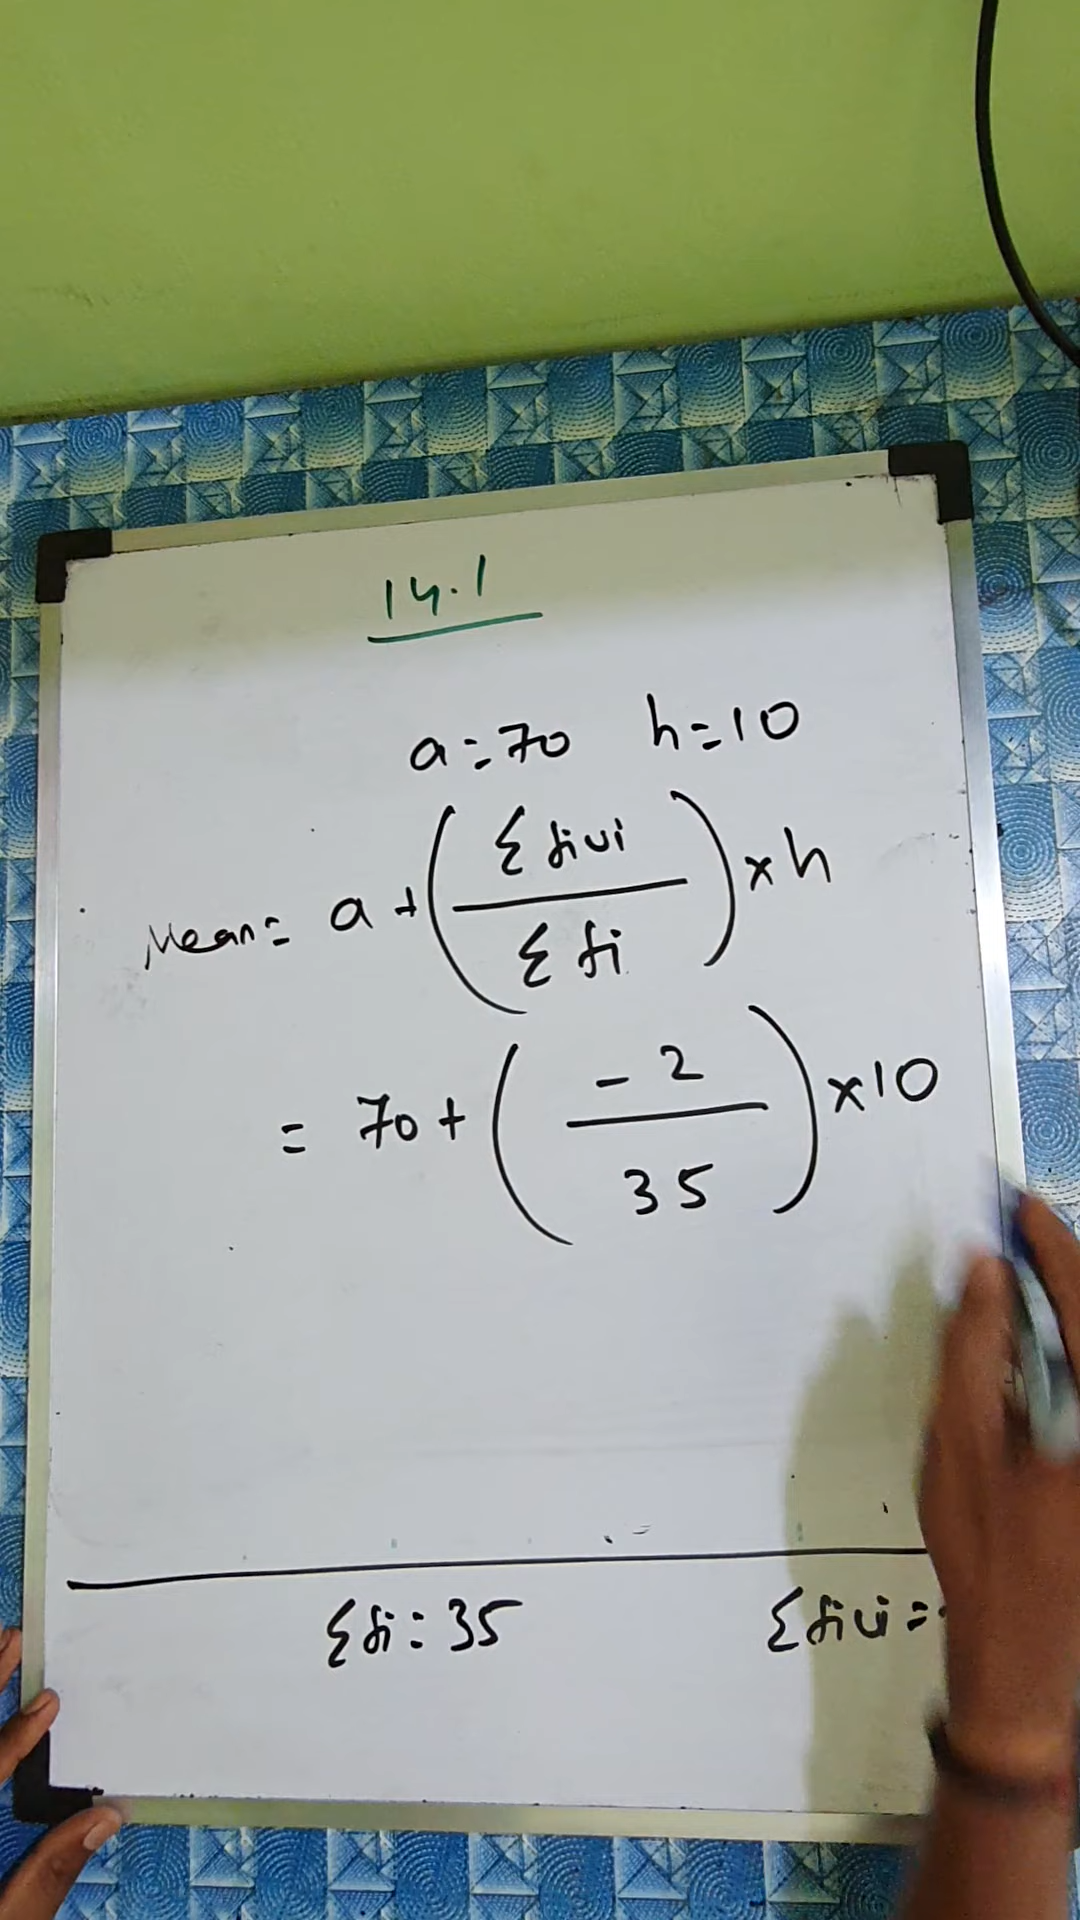 14.1
a=70 h=10
Mean= a+(Σfiui/Σfi)×h
= 70+(-2/35)×10
Σfi=35 Σfiui=